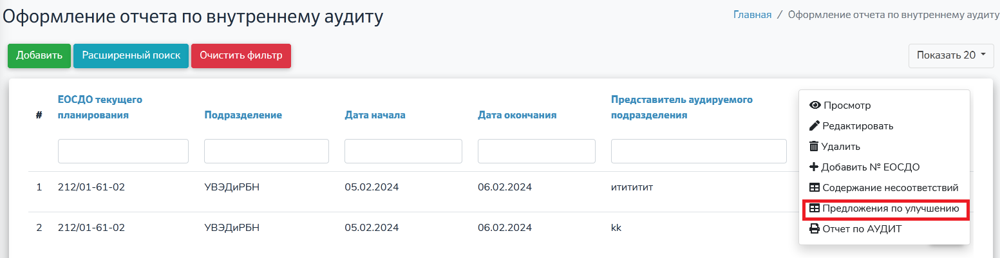 Оформление отчета по внутреннему аудиту
Главная / Оформление отчета по внутреннему аудиту
Добавить Расширенный поиск Очистить фильтр Показать 20
# ЕОСДО текущего планирования Подразделение Дата начала Дата окончания Представитель аудируемого подразделения
1 212/01-61-02 УВЭДиРБН 05.02.2024 06.02.2024 итититит
2 212/01-61-02 УВЭДиРБН 05.02.2024 06.02.2024 kk
Просмотр
Редактировать
Удалить
Добавить № ЕОСДО
Содержание несоответствий
Предложения по улучшению
Отчет по АУДИТ